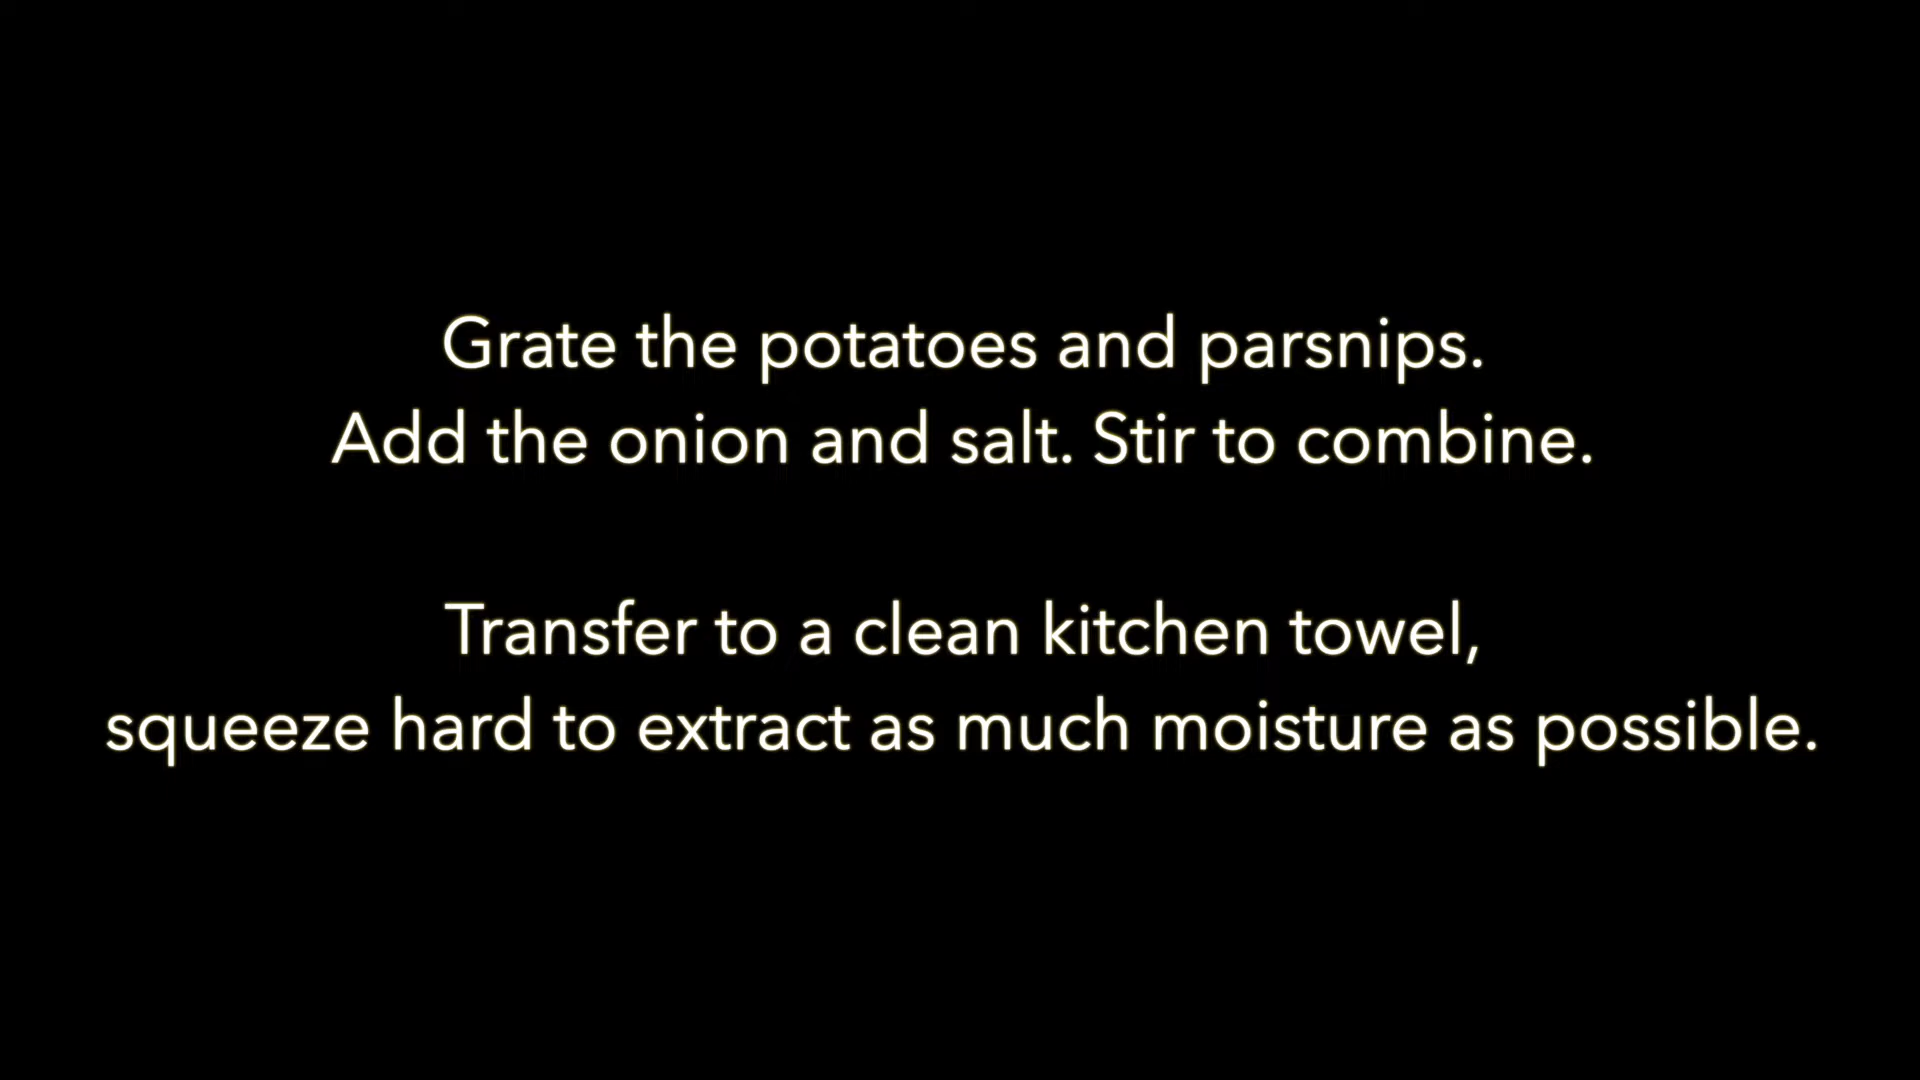 Grate the potatoes and parsnips.
Add the onion and salt. Stir to combine.
Transfer to a clean kitchen towel,
squeeze hard to extract as much moisture as possible.